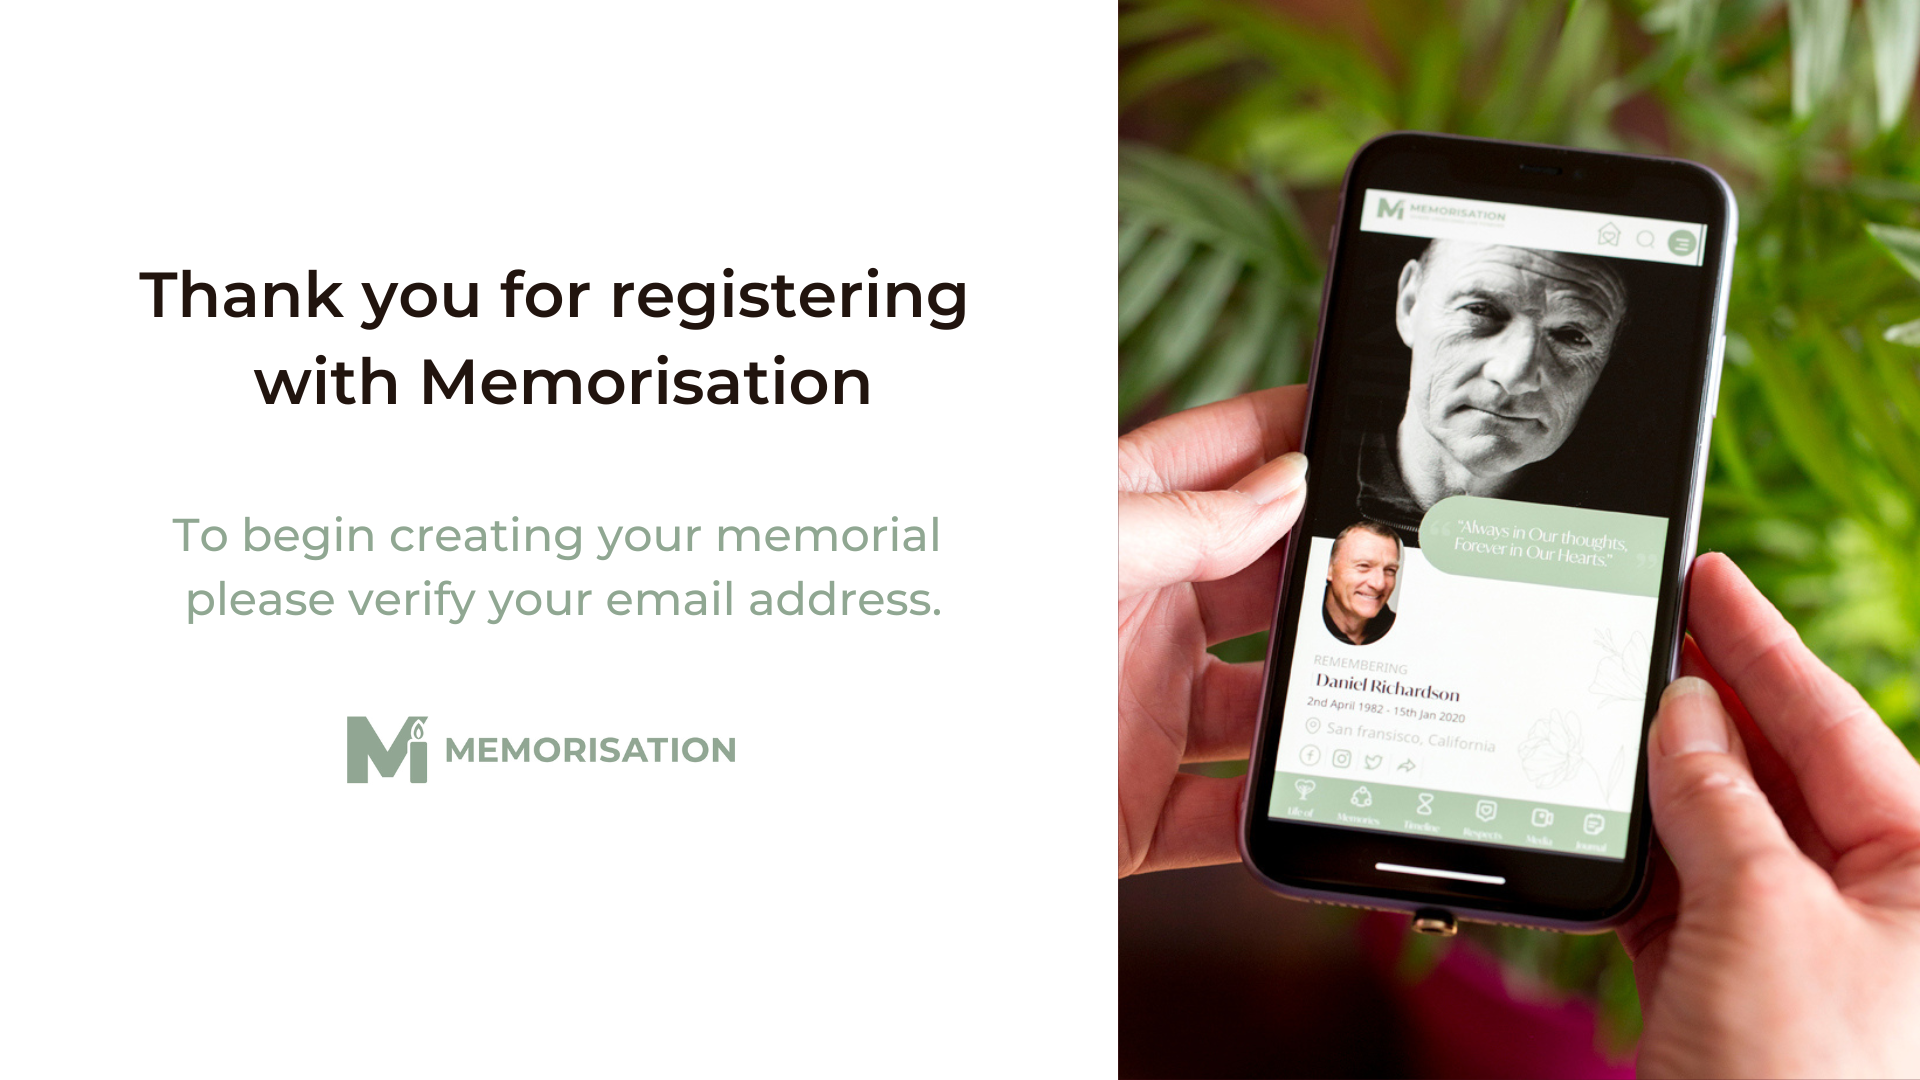 Thank you for registering
with Memorisation
To begin creating your memorial
please verify your email address.
MEMORISATION
MEMORISATION
“Always in Our thoughts,
Forever in Our Hearts.”
REMEMBERING
Daniel Richardson
2nd April 1982 - 15th Jan 2020
San fransisco, California
Life of
Memories
Timeline
Respects
Media
Journal